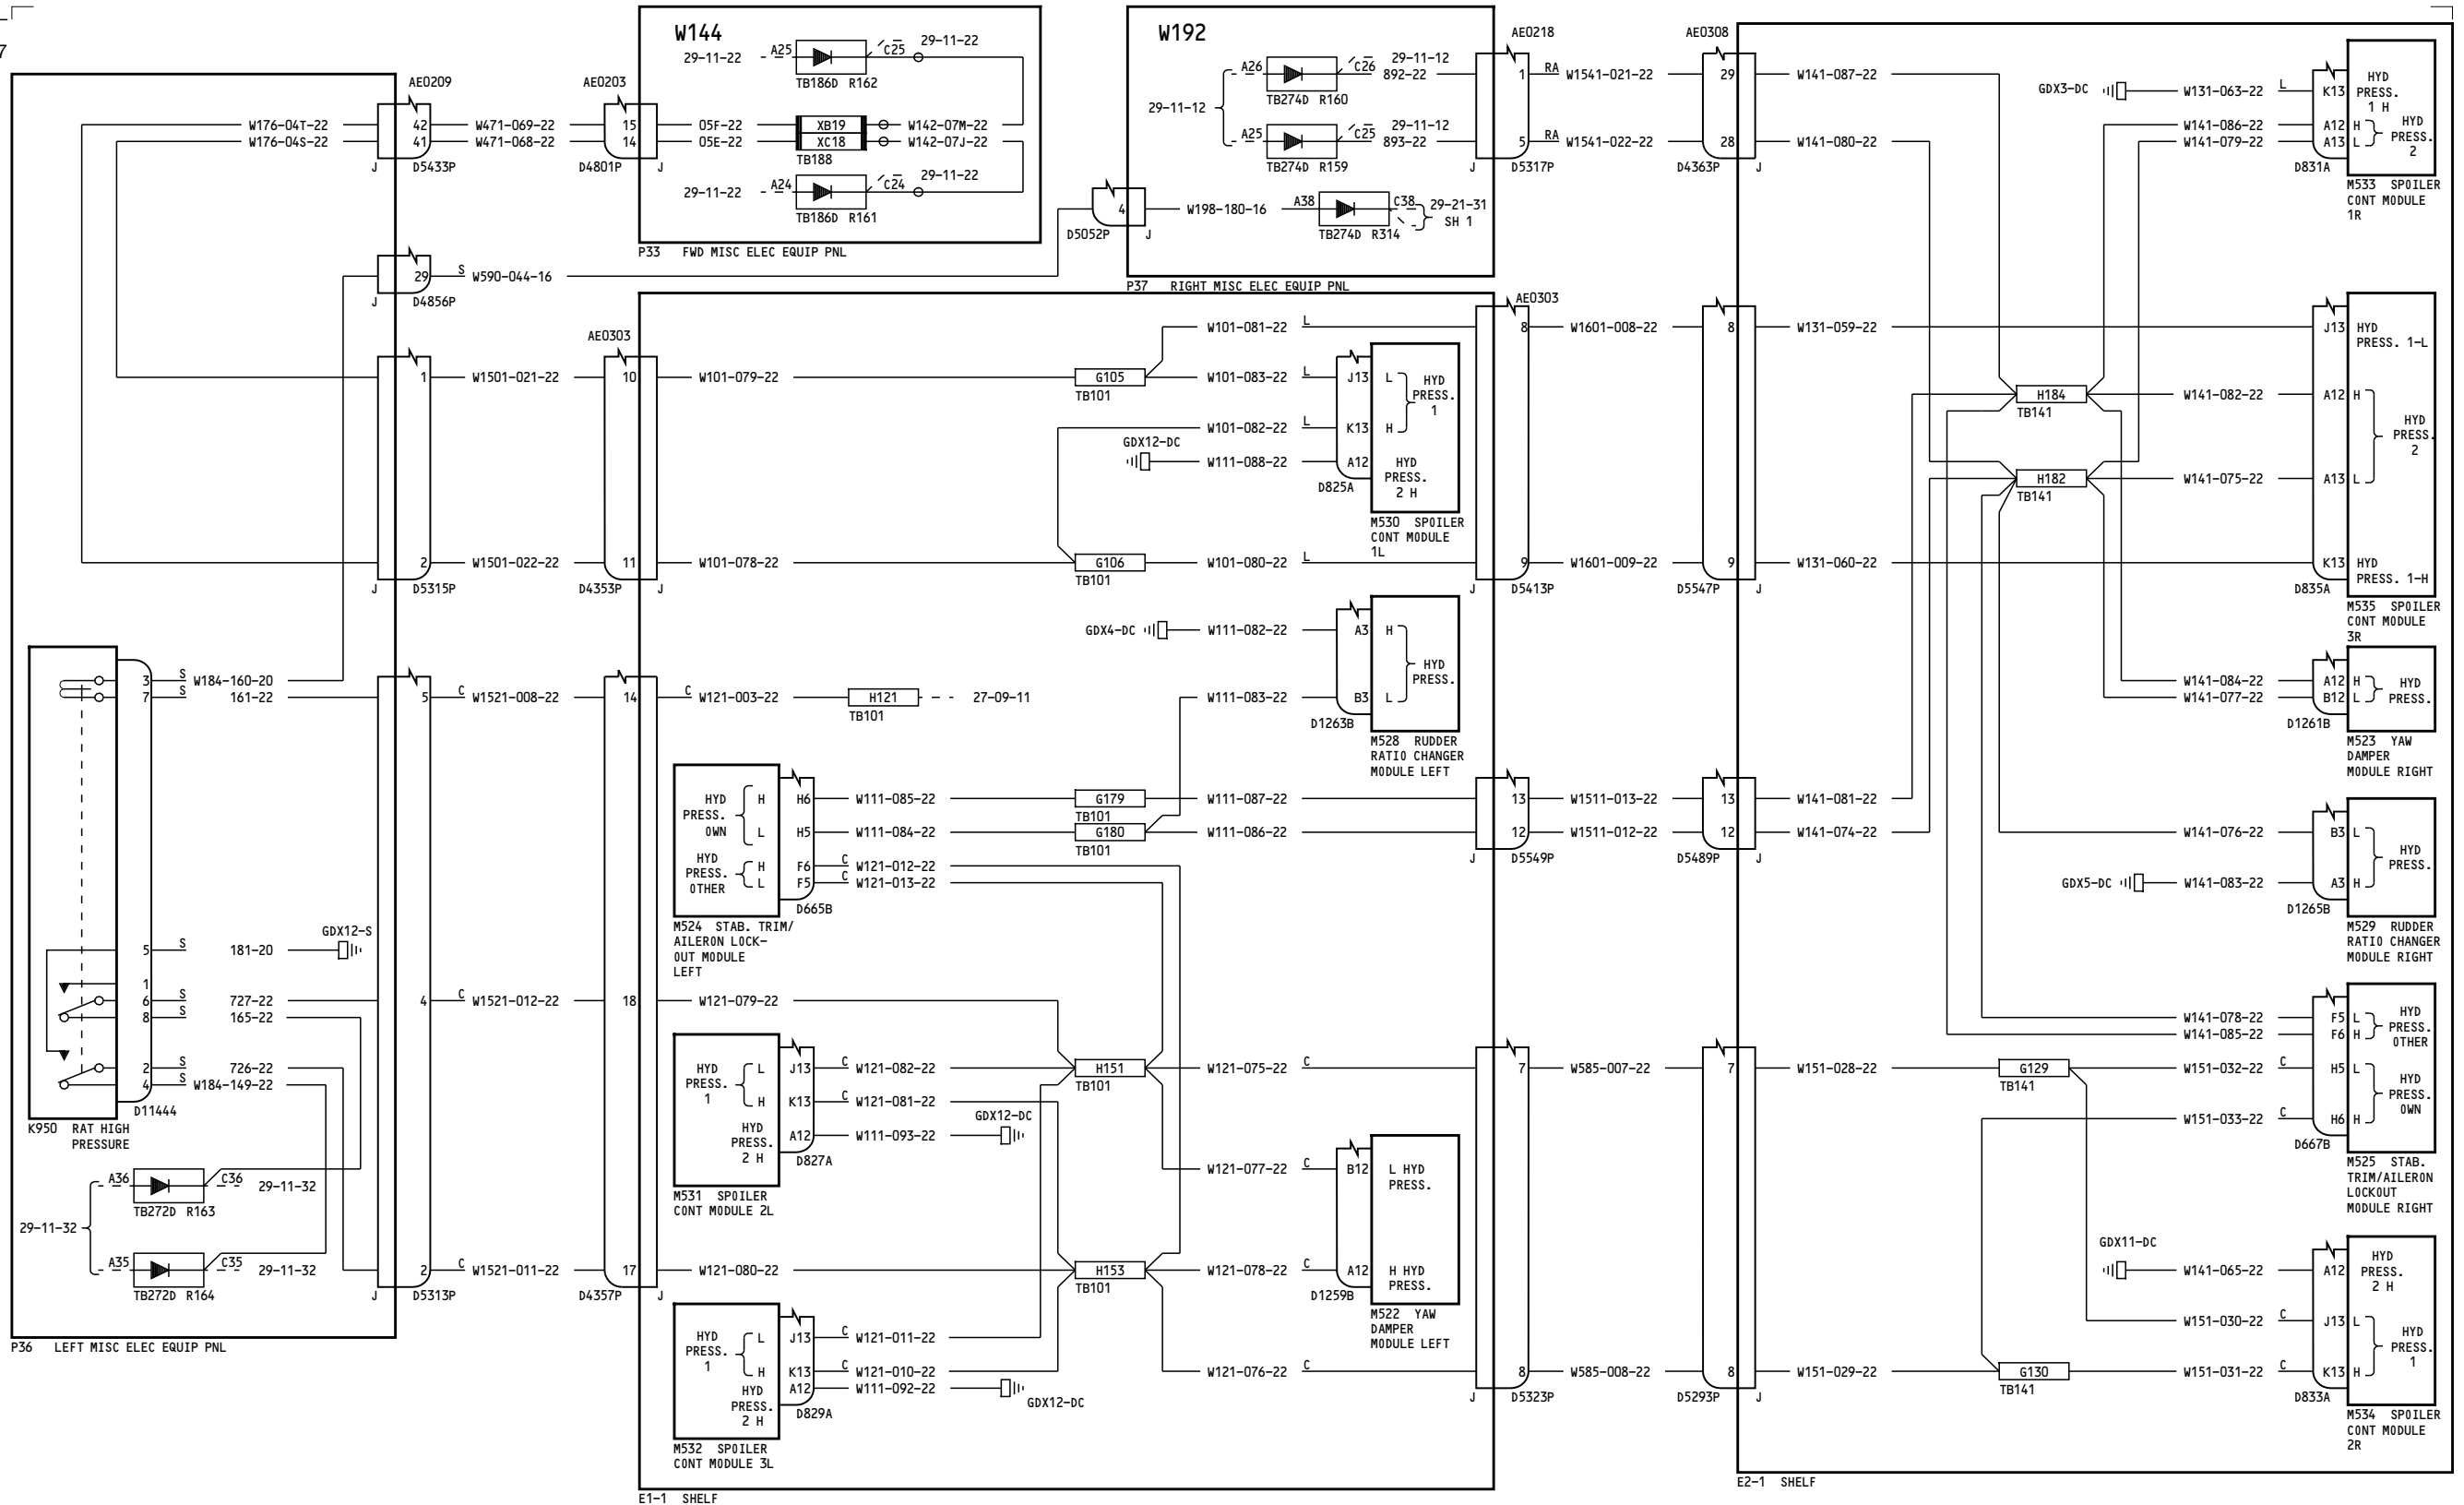 7
W144
29-11-22 A25 C25 29-11-22
TB186D R162
W176-04T-22
W176-04S-22
AE0209
42
41
J D5433P
W471-069-22
W471-068-22
AE0203
15
14
D4801P J
05F-22 XB19 W142-07M-22
05E-22 XC18 W142-07J-22
TB188
29-11-22 A24 C24 29-11-22
TB186D R161
P33 FWD MISC ELEC EQUIP PNL
W192
29-11-12
A26 C26 29-11-12
892-22
TB274D R160
A25 C25 29-11-12
893-22
TB274D R159
4
D5052P J
W198-180-16 A38 C38 29-21-31
SH 1
TB274D R314
P37 RIGHT MISC ELEC EQUIP PNL
AE0218
1 RA W1541-021-22
5 RA W1541-022-22
J D5317P
AE0308
29 W141-087-22
28 W141-080-22
D4363P J
GDX3-DC W131-063-22 L K13
W141-086-22 A12 H
W141-079-22 A13 L
D831A
HYD
PRESS.
1 H
HYD
PRESS.
2
M533 SPOILER
CONT MODULE
1R
29 S W590-044-16
J D4856P
1 W1501-021-22
2 W1501-022-22
J D5315P
AE0303
10 W101-079-22
11 W101-078-22
D4353P J
G105
TB101
G106
TB101
W101-081-22 L
W101-083-22 L J13 L
W101-082-22 L K13 H
GDX12-DC
W111-088-22 A12
D825A
HYD
PRESS.
1
HYD
PRESS.
2 H
M530 SPOILER
CONT MODULE
1L
W101-080-22 L
AE0303
8 W1601-008-22 8 W131-059-22
9 W1601-009-22 9 W131-060-22
J D5413P D5547P J
J13 HYD
PRESS. 1-L
H184
TB141
W141-082-22 A12 H
HYD
PRESS.
2
H182
TB141
W141-075-22 A13 L
K13 HYD
PRESS. 1-H
D835A
M535 SPOILER
CONT MODULE
3R
GDX4-DC W111-082-22 A3 H
HYD
PRESS.
W111-083-22 B3 L
D1263B
M528 RUDDER
RATIO CHANGER
MODULE LEFT
W141-084-22 A12 H
W141-077-22 B12 L
HYD
PRESS.
D1261B
M523 YAW
DAMPER
MODULE RIGHT
3 S W184-160-20
7 S 161-22
5 C W1521-008-22 14 C W121-003-22 H121 27-09-11
TB101
HYD
PRESS.
OWN
H H6 W111-085-22 G179 W111-087-22 13 W1511-013-22 13 W141-081-22
TB101
L H5 W111-084-22 G180 W111-086-22 12 W1511-012-22 12 W141-074-22
TB101
J D5549P D5489P J
HYD
PRESS.
OTHER
H F6 C W121-012-22
L F5 C W121-013-22
D665B
M524 STAB. TRIM/
AILERON LOCK-
OUT MODULE
LEFT
W141-076-22 B3 L
HYD
PRESS.
GDX5-DC W141-083-22 A3 H
D1265B
M529 RUDDER
RATIO CHANGER
MODULE RIGHT
5 S 181-20 GDX12-S
1
6 S 727-22
8 S 165-22
2 S 726-22
4 S W184-149-22
D11444
K950 RAT HIGH
PRESSURE
A36 C36 29-11-32
TB272D R163
29-11-32
A35 C35 29-11-32
TB272D R164
P36 LEFT MISC ELEC EQUIP PNL
4 C W1521-012-22 18 W121-079-22
2 C W1521-011-22 17 W121-080-22
J D5313P D4357P J
HYD
PRESS.
1
L J13 C W121-082-22
H K13 W121-081-22
HYD
PRESS.
2 H
A12 W111-093-22 GDX12-DC
D827A
M531 SPOILER
CONT MODULE 2L
H151
TB101
H153
TB101
W121-075-22 C
W121-077-22 C B12 L HYD
PRESS.
W121-078-22 C A12 H HYD
PRESS.
D1259B
M522 YAW
DAMPER
MODULE LEFT
W121-076-22 C
HYD
PRESS.
1
L J13 C W121-011-22
H K13 C W121-010-22
HYD
PRESS.
2 H
A12 W111-092-22 GDX12-DC
D829A
M532 SPOILER
CONT MODULE 3L
E1-1 SHELF
7 W585-007-22 7 W151-028-22
8 W585-008-22 8 W151-029-22
J D5323P D5293P J
W141-078-22 F5 L
W141-085-22 F6 H
HYD
PRESS.
OTHER
G129
TB141
W151-032-22 C H5 L
HYD
PRESS.
OWN
W151-033-22 C H6 H
D667B
M525 STAB.
TRIM/AILERON
LOCKOUT
MODULE RIGHT
GDX11-DC
W141-065-22 A12
HYD
PRESS.
2 H
W151-030-22 C J13 L
HYD
PRESS.
1
G130
TB141
W151-031-22 C K13 H
D833A
M534 SPOILER
CONT MODULE
2R
E2-1 SHELF